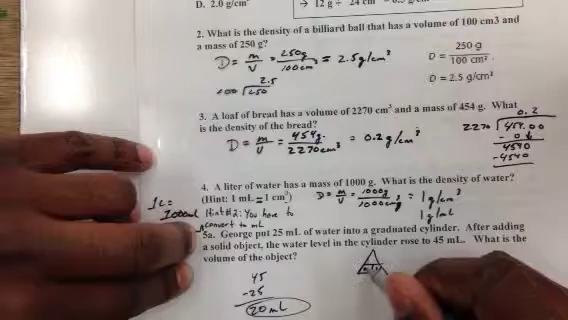 D. 2.0 g/cm³
→ 12 g ÷ 24 cm
2. What is the density of a billiard ball that has a volume of 100 cm3 and
a mass of 250 g?
D = m/V = 250g/100cm³ = 2.5 g/cm³
2.5
100 √250
D = 250 g / 100 cm³
D = 2.5 g/cm³
3. A loaf of bread has a volume of 2270 cm³ and a mass of 454 g. What
is the density of the bread?
D = m/V = 454g./2270cm³ = 0.2 g/cm³
0.2
2270 √454.00
- 0
4540
-4540
4. A liter of water has a mass of 1000 g. What is the density of water?
(Hint: 1 mL = 1 cm³)
D = m/V = 1000g/1000cm³ = 1 g/cm³
1 g/mL
1L =
1000mL
Hint #2: You have to
convert to mL
5a. George put 25 mL of water into a graduated cylinder. After adding
a solid object, the water level in the cylinder rose to 45 mL. What is the
volume of the object?
45
-25
20 mL